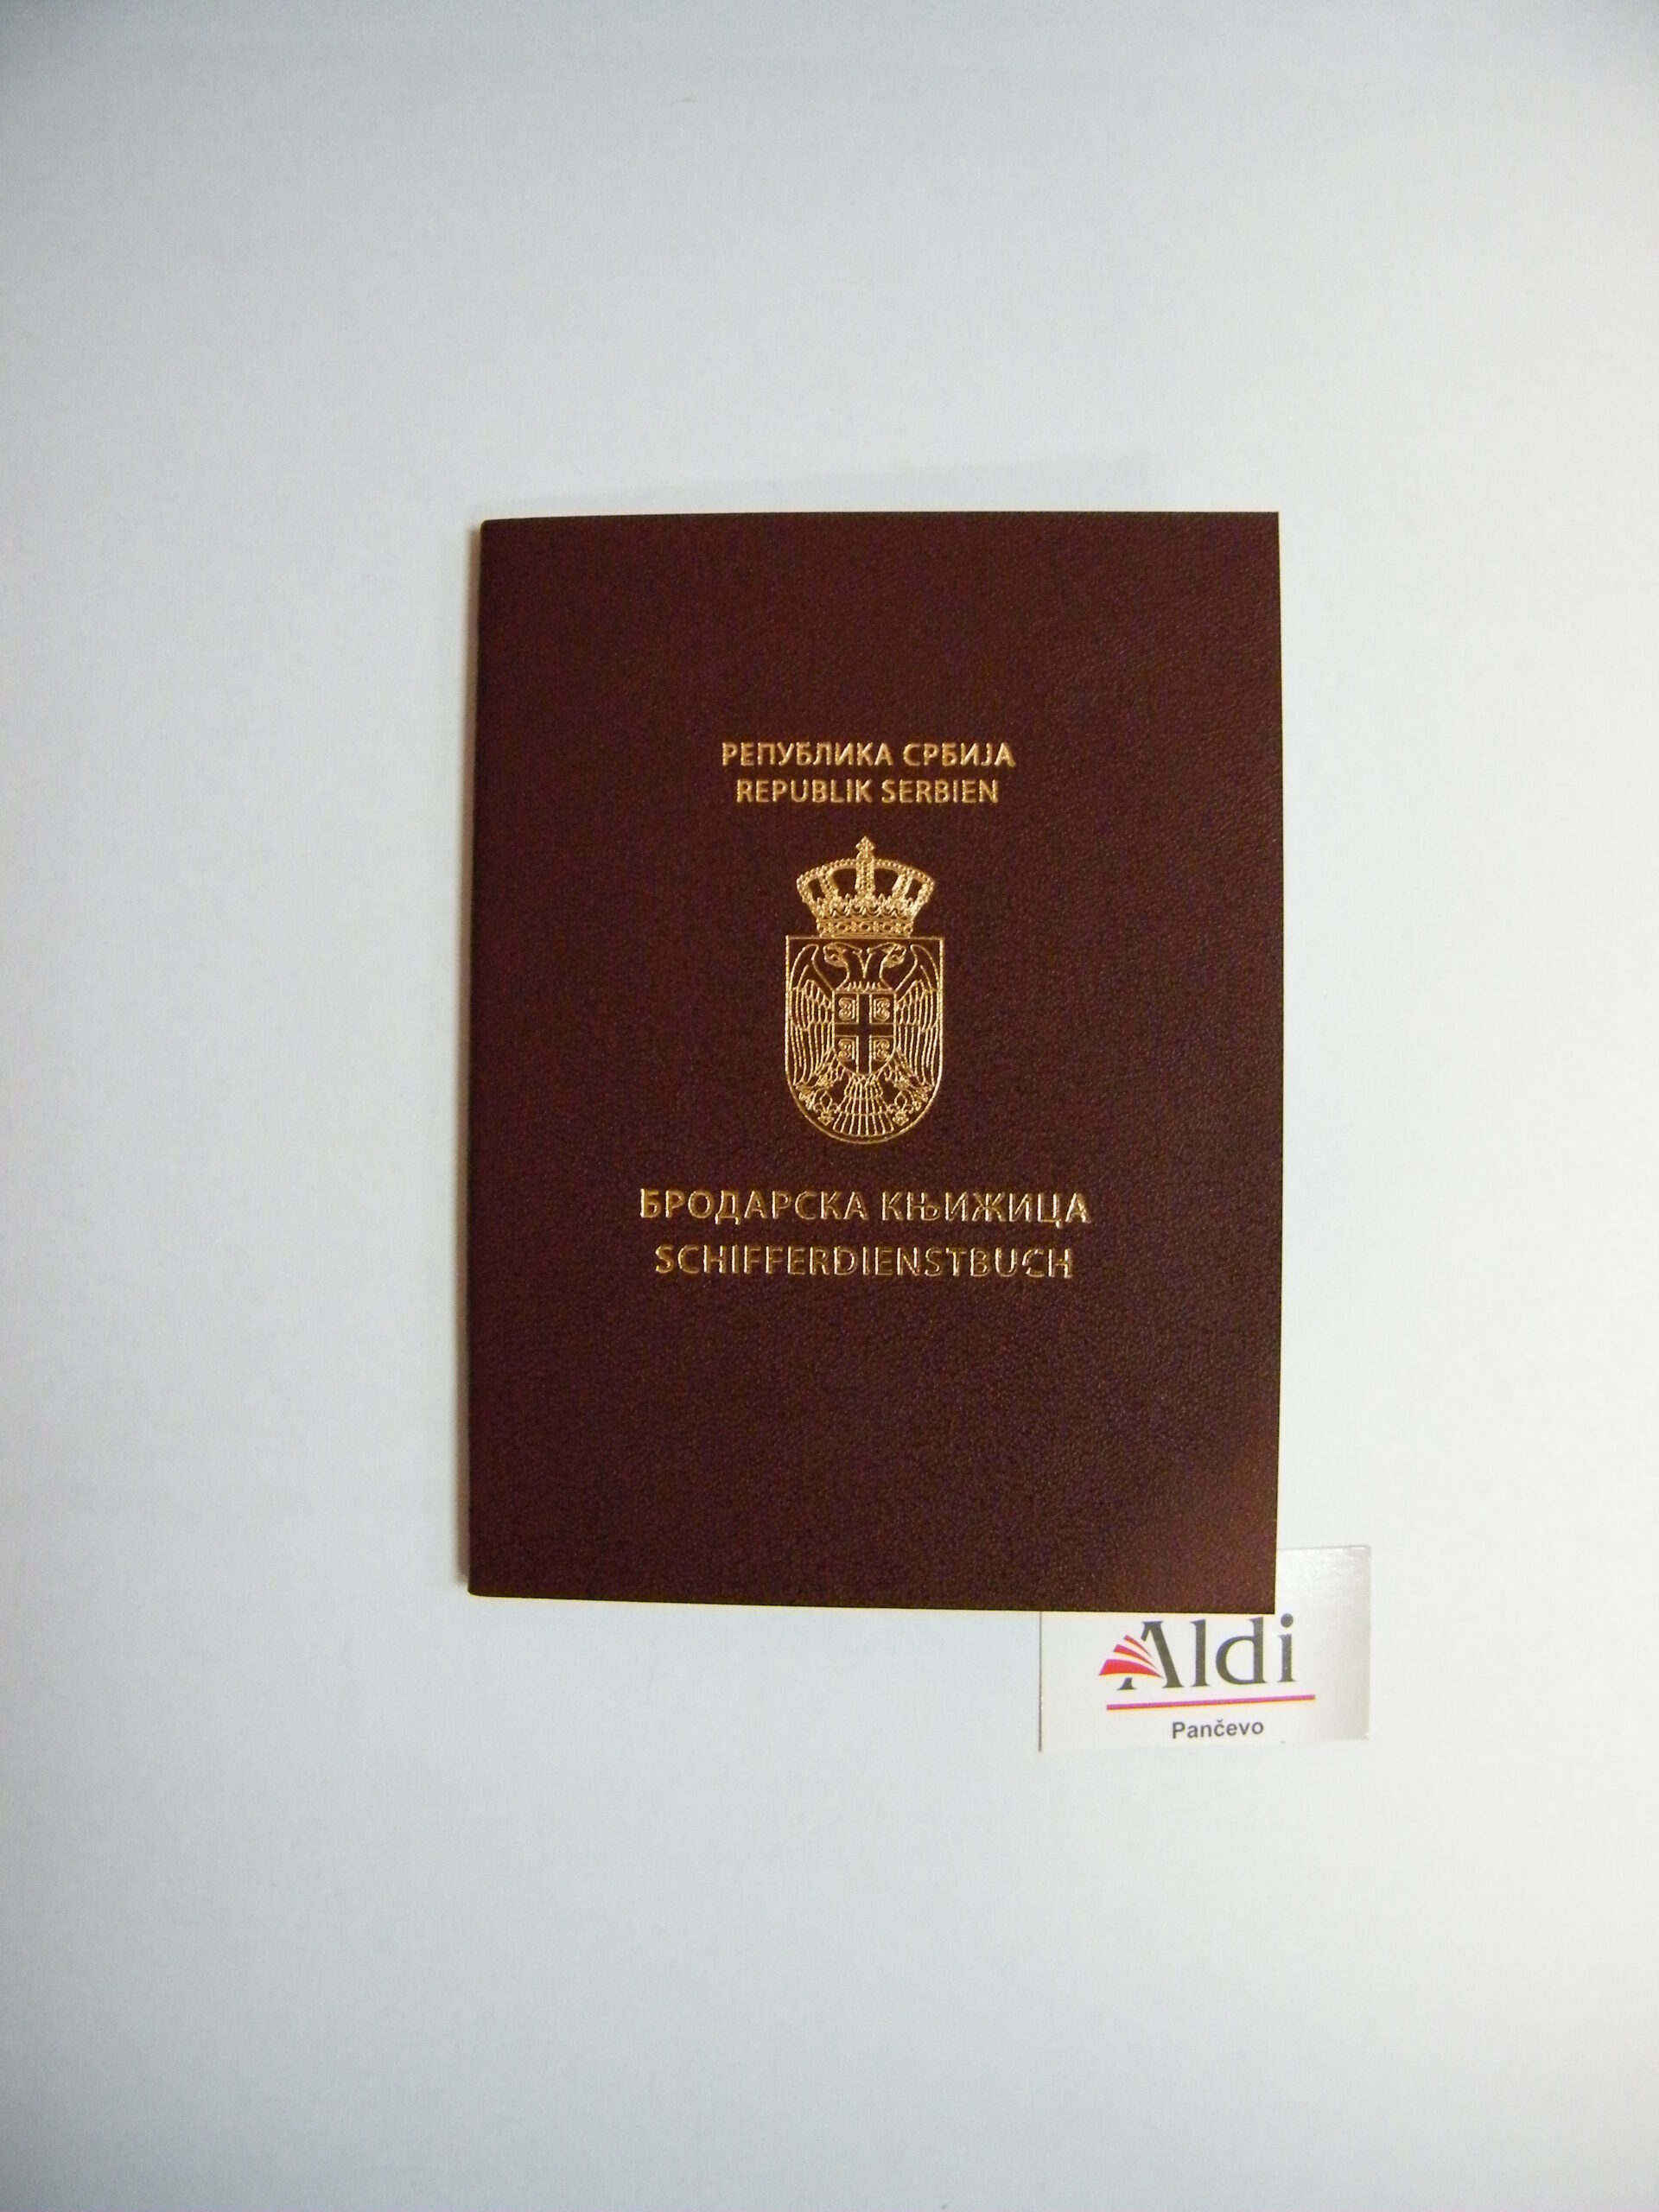 РЕПУБЛИКА СРБИЈА
REPUBLIK SERBIEN
БРОДАРСКА КЊИЖИЦА
SCHIFFERDIENSTBUCH
Aldi
Pančevo